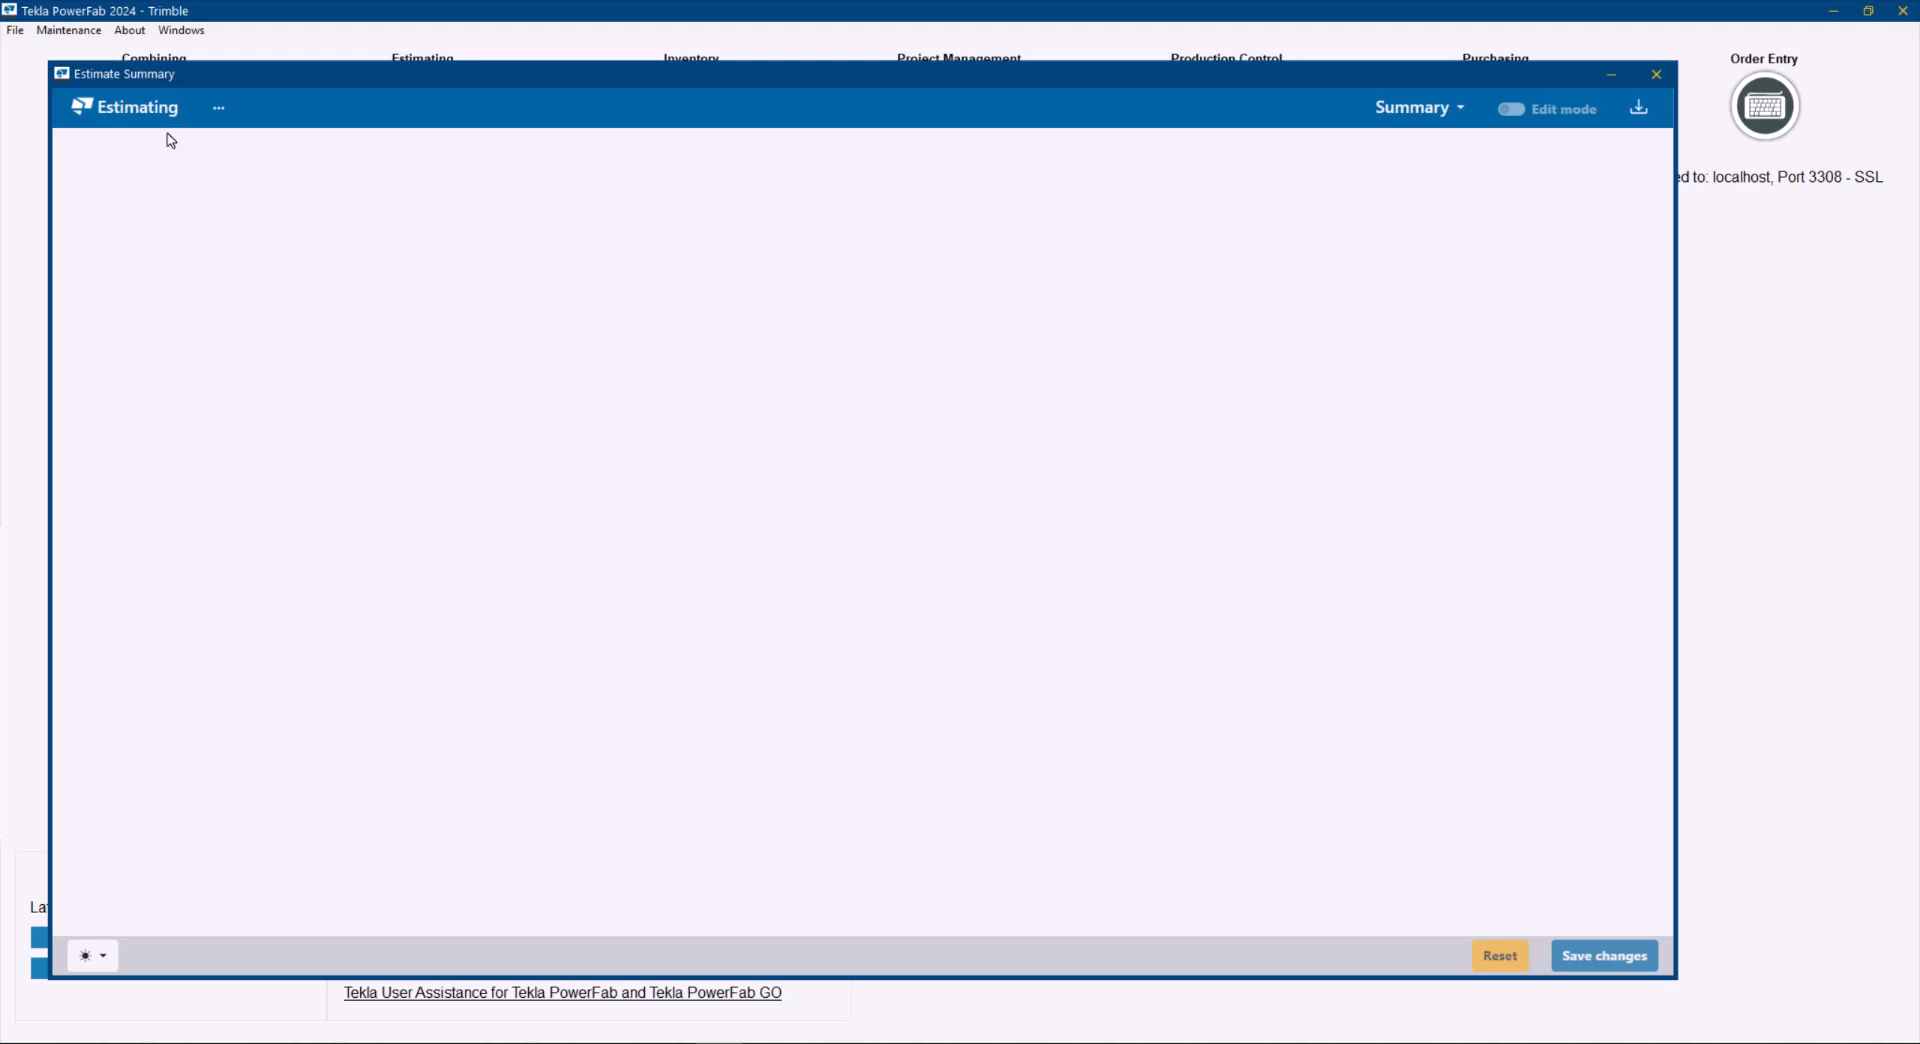 Tekla PowerFab 2024 - Trimble
File Maintenance About Windows
Combining Estimating Inventory Project Management Production Control Purchasing Order Entry
Estimate Summary
Estimating ... Summary Edit mode
ed to: localhost, Port 3308 - SSL
La
Reset Save changes
Tekla User Assistance for Tekla PowerFab and Tekla PowerFab GO